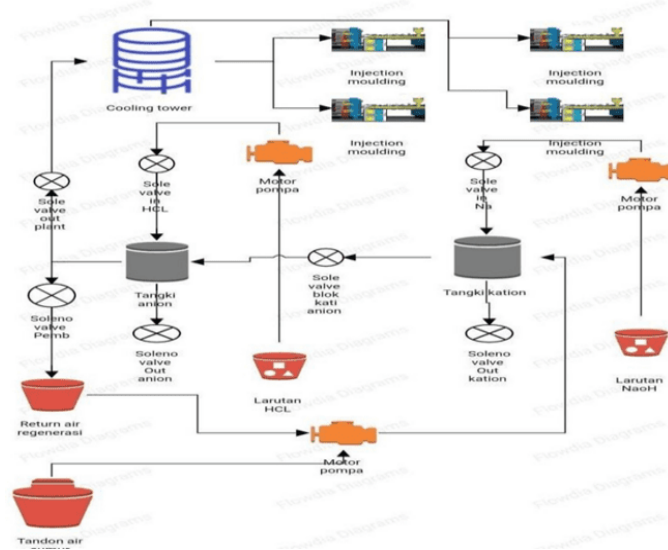 Cooling tower
Injection
moulding
Injection
moulding
Injection
moulding
Injection
moulding
Sole
valve
in
HCL
Motor
pompa
Sole
valve
in
Na
Motor
pompa
Sole
valve
out
plant
Tangki
anion
Sole
valve
blok
kati
anion
Tangki kation
Soleno
valve
Pemb
Soleno
valve
Out
anion
Larutan
HCL
Soleno
valve
Out
kation
Larutan
NaoH
Return air
regenerasi
Motor
pompa
Tandon air
Flowdia Diagrams